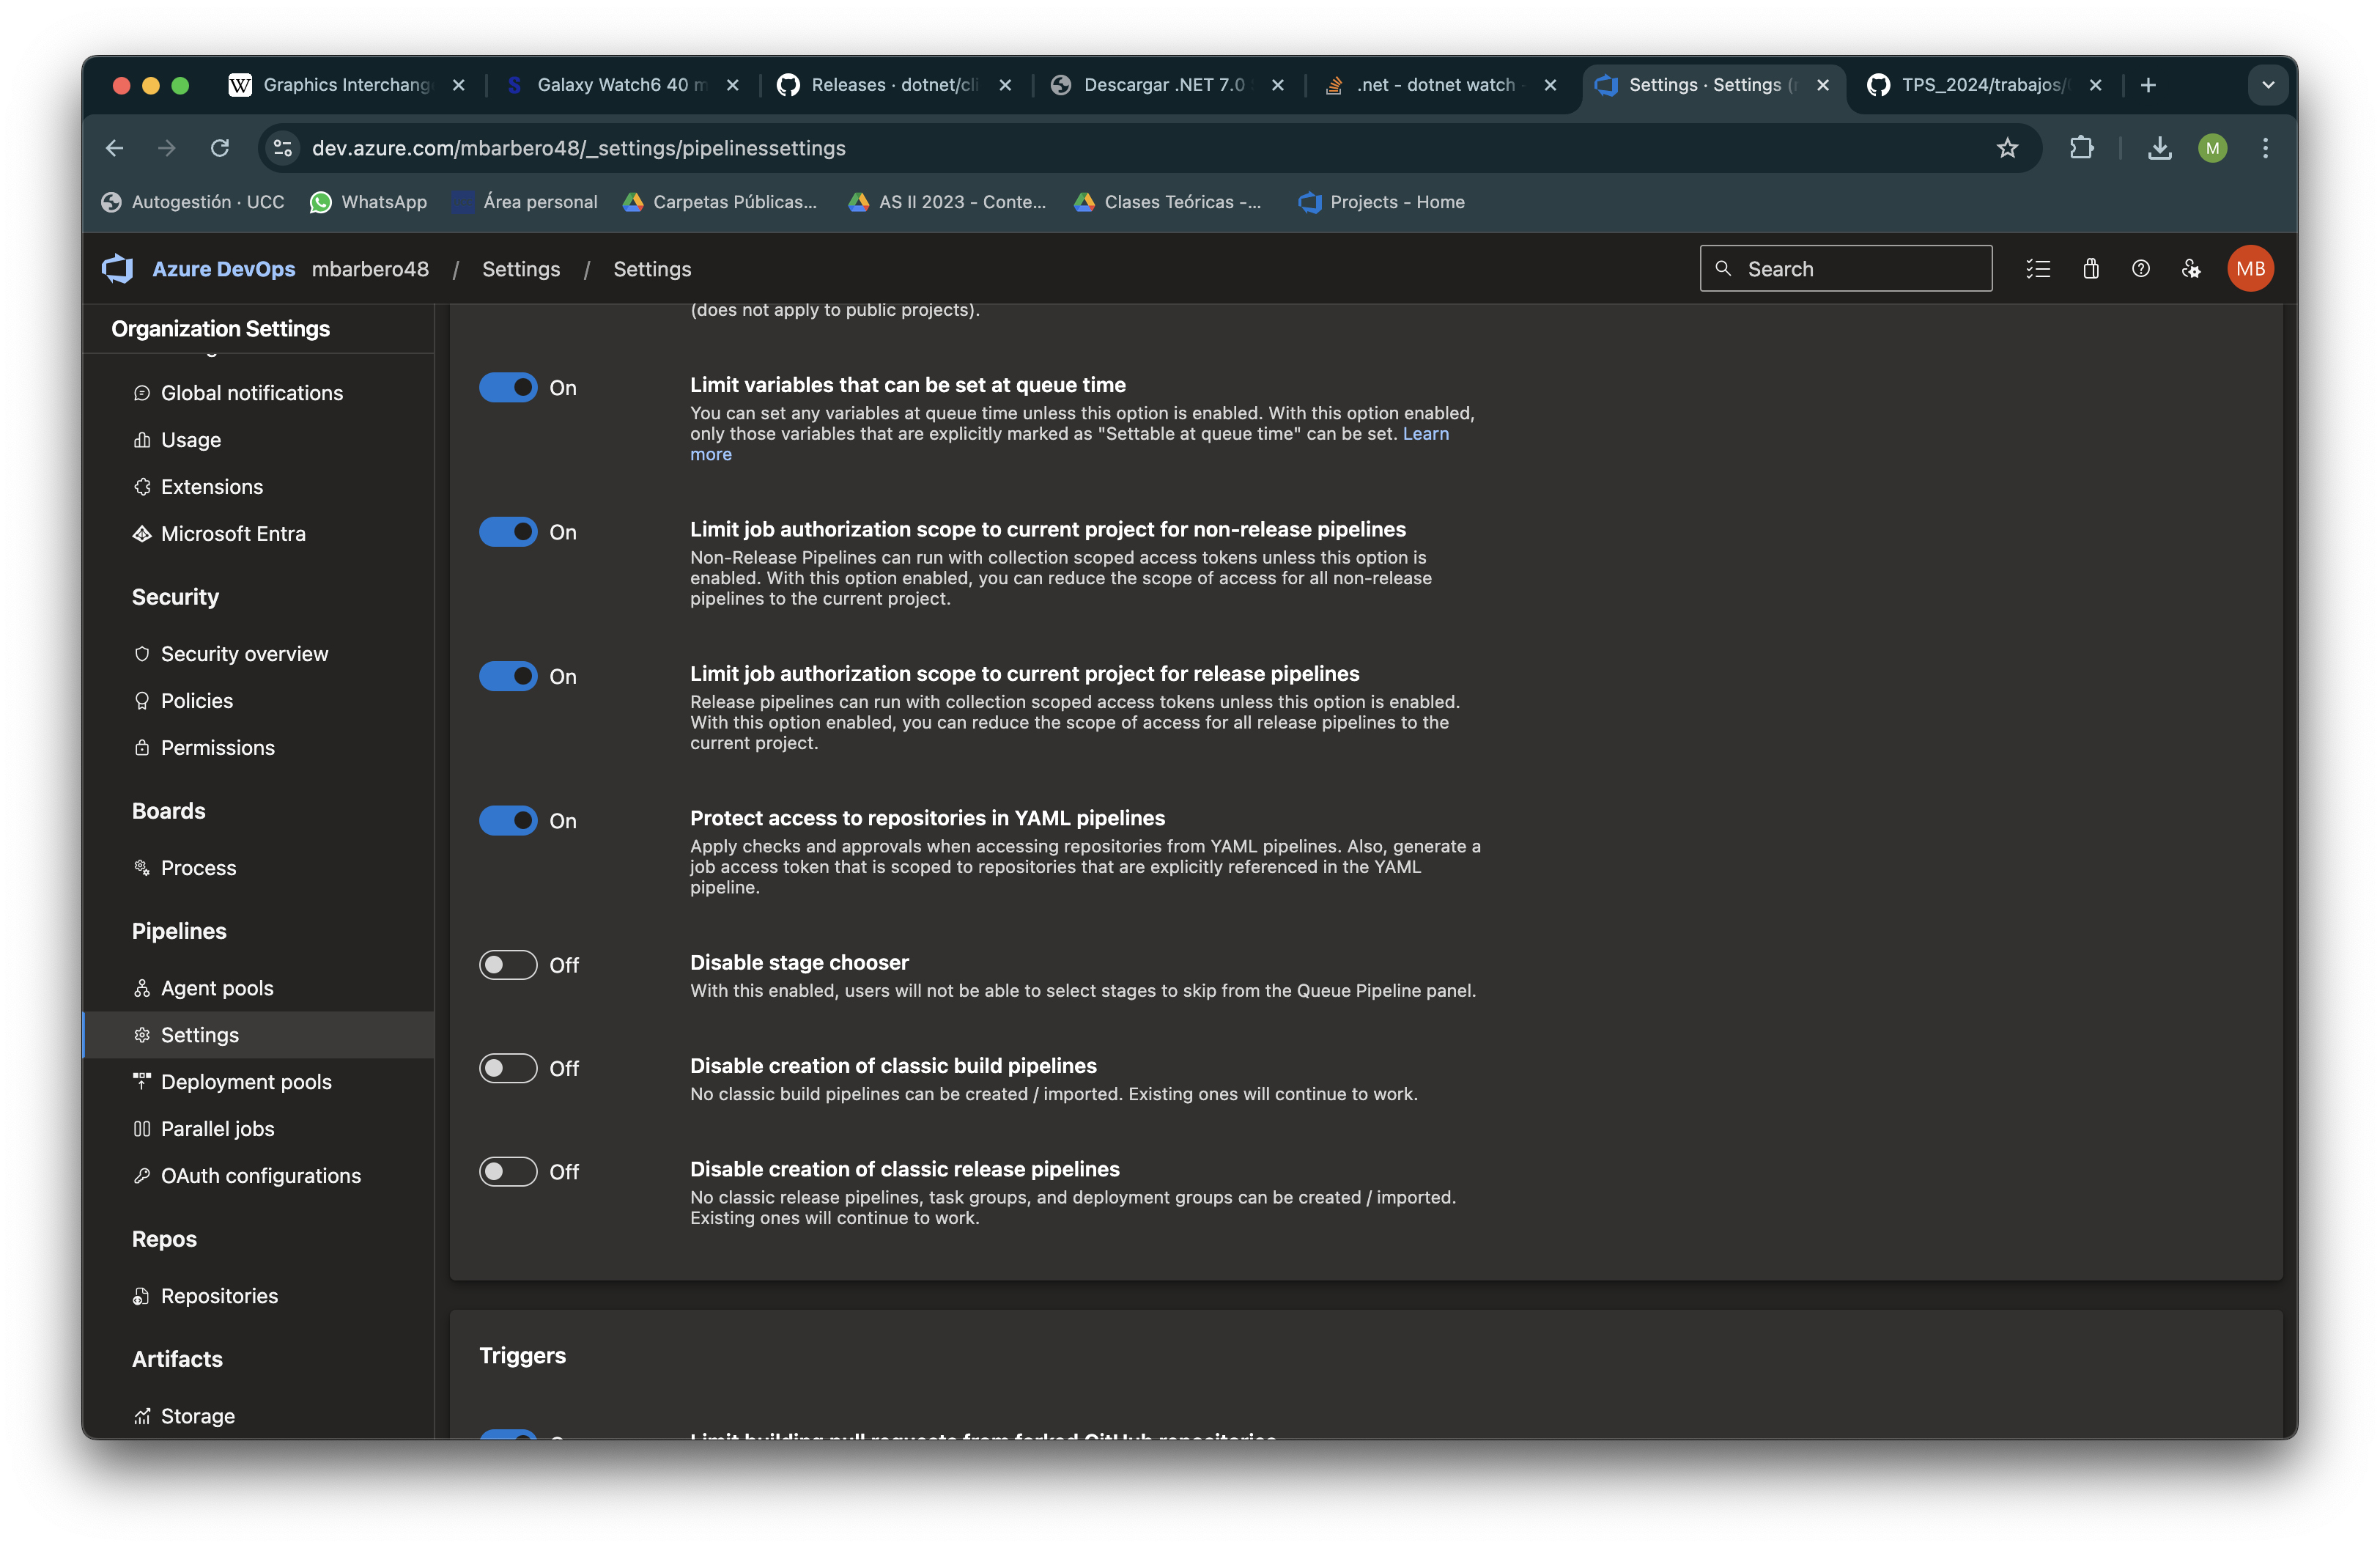 Graphics Interchang
Galaxy Watch6 40 m
Releases · dotnet/cli
Descargar .NET 7.0
.net - dotnet watch
Settings · Settings (
TPS_2024/trabajos/
dev.azure.com/mbarbero48/_settings/pipelinessettings
M
Autogestión · UCC
WhatsApp
Área personal
Carpetas Públicas...
AS II 2023 - Conte...
Clases Teóricas -...
Projects - Home
Azure DevOps mbarbero48 / Settings / Settings
Search
MB
Organization Settings
Global notifications
Usage
Extensions
Microsoft Entra
Security
Security overview
Policies
Permissions
Boards
Process
Pipelines
Agent pools
Settings
Deployment pools
Parallel jobs
OAuth configurations
Repos
Repositories
Artifacts
Storage
(does not apply to public projects).
On
Limit variables that can be set at queue time
You can set any variables at queue time unless this option is enabled. With this option enabled,
only those variables that are explicitly marked as "Settable at queue time" can be set. Learn
more
On
Limit job authorization scope to current project for non-release pipelines
Non-Release Pipelines can run with collection scoped access tokens unless this option is
enabled. With this option enabled, you can reduce the scope of access for all non-release
pipelines to the current project.
On
Limit job authorization scope to current project for release pipelines
Release pipelines can run with collection scoped access tokens unless this option is enabled.
With this option enabled, you can reduce the scope of access for all release pipelines to the
current project.
On
Protect access to repositories in YAML pipelines
Apply checks and approvals when accessing repositories from YAML pipelines. Also, generate a
job access token that is scoped to repositories that are explicitly referenced in the YAML
pipeline.
Off
Disable stage chooser
With this enabled, users will not be able to select stages to skip from the Queue Pipeline panel.
Off
Disable creation of classic build pipelines
No classic build pipelines can be created / imported. Existing ones will continue to work.
Off
Disable creation of classic release pipelines
No classic release pipelines, task groups, and deployment groups can be created / imported.
Existing ones will continue to work.
Triggers
Limit building pull requests from forked GitHub repositories